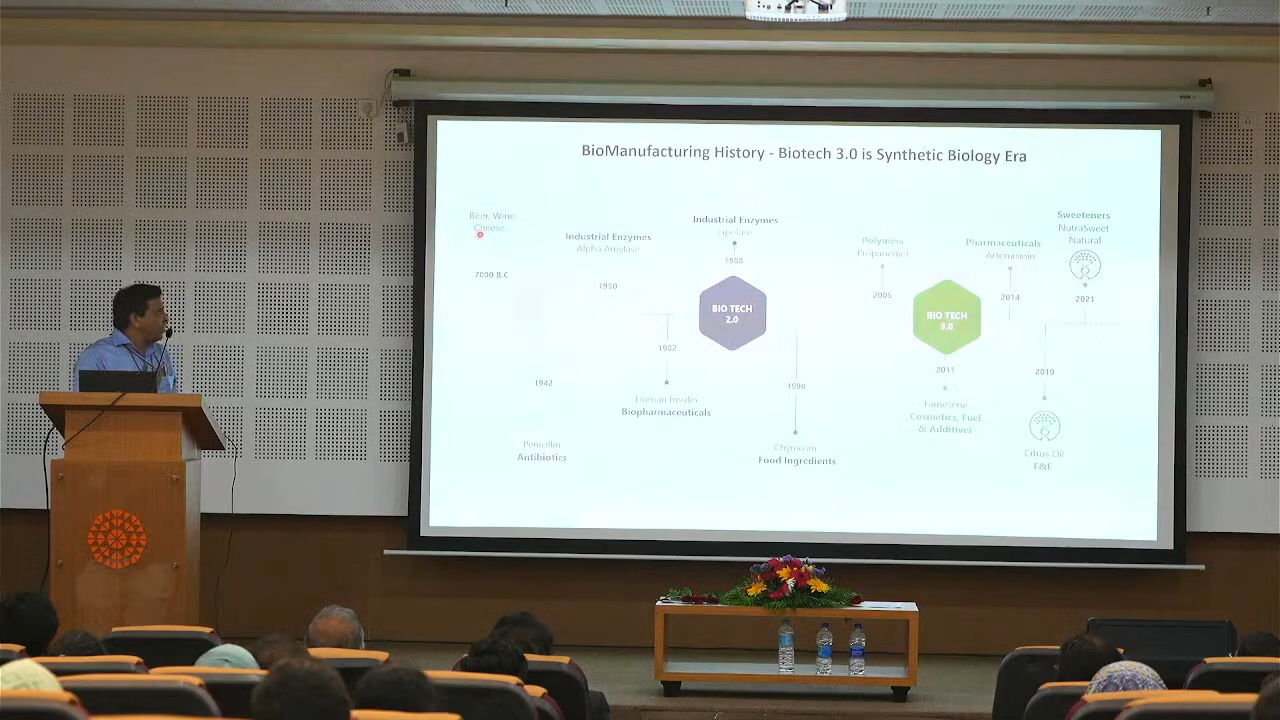 BioManufacturing History - Biotech 3.0 is Synthetic Biology Era
Beer, Wine,
Cheese...
7000 B.C
1942
Penicillin
Antibiotics
Industrial Enzymes
Alpha Amylase
1950
1982
Human Insulin
Biopharmaceuticals
Industrial Enzymes
Lipolase
1988
BIO TECH
2.0
1990
Chymosin
Food Ingredients
Polymers
Propanediol
2005
BIO TECH
3.0
2011
Farnesene
Cosmetics, Fuel
& Additives
Pharmaceuticals
Artemisinin
2014
2019
Citrus Oil
F&F
Sweeteners
NutraSweet
Natural
2021